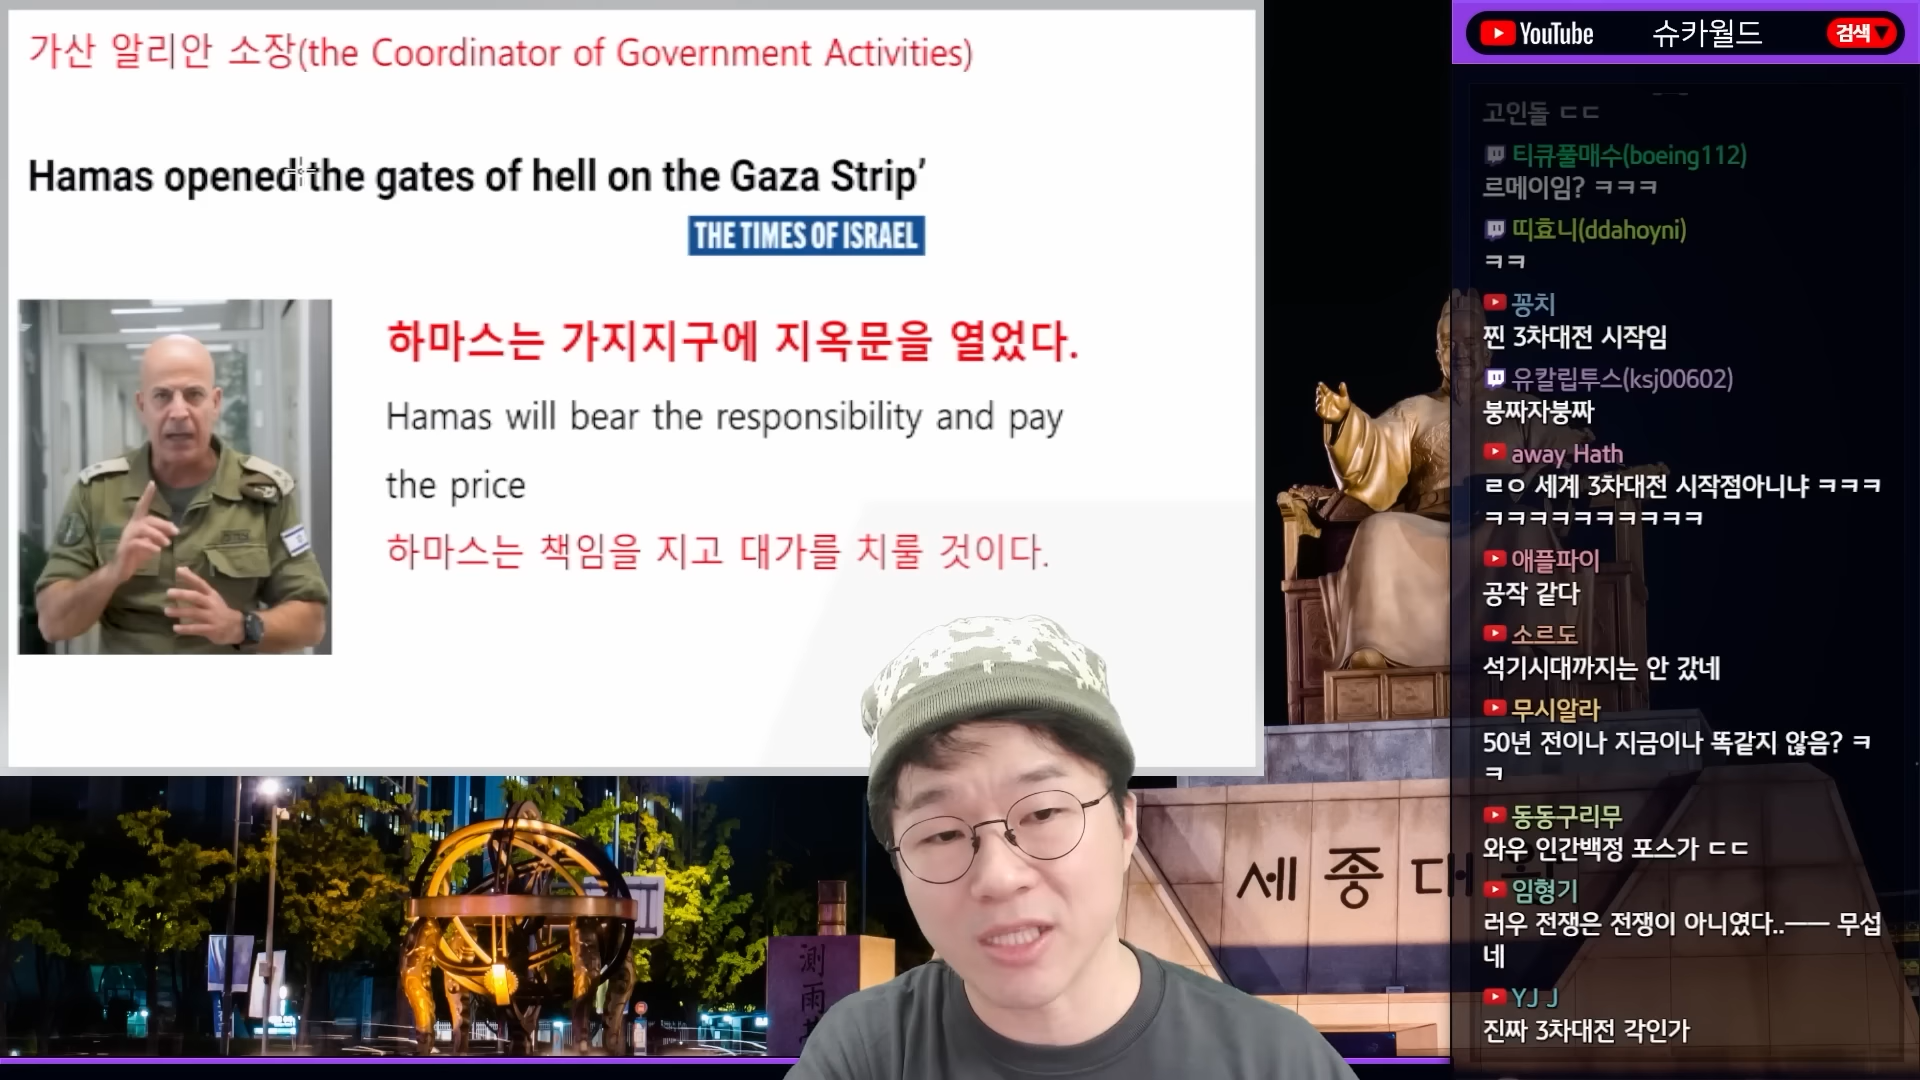 가산 알리안 소장(the Coordinator of Government Activities)
Hamas opened the gates of hell on the Gaza Strip’
THE TIMES OF ISRAEL
하마스는 가지지구에 지옥문을 열었다.
Hamas will bear the responsibility and pay
the price
하마스는 책임을 지고 대가를 치룰 것이다.
세종대
測
雨
YouTube 슈카월드 검색
고인돌 ㄷㄷ
티큐풀매수(boeing112)
르메이임? ㅋㅋㅋ
띠효니(ddahoyni)
ㅋㅋ
꽁치
찐 3차대전 시작임
유칼립투스(ksj00602)
붕짜자붕짜
away Hath
ㄹㅇ 세계 3차대전 시작점아니냐 ㅋㅋㅋ
ㅋㅋㅋㅋㅋㅋㅋㅋㅋㅋ
애플파이
공작 같다
소르도
석기시대까지는 안 갔네
무시알라
50년 전이나 지금이나 똑같지 않음? ㅋ
ㅋ
동동구리무
와우 인간백정 포스가 ㄷㄷ
임형기
러우 전쟁은 전쟁이 아니였다..ㅡㅡ 무섭
네
YJ J
진짜 3차대전 각인가